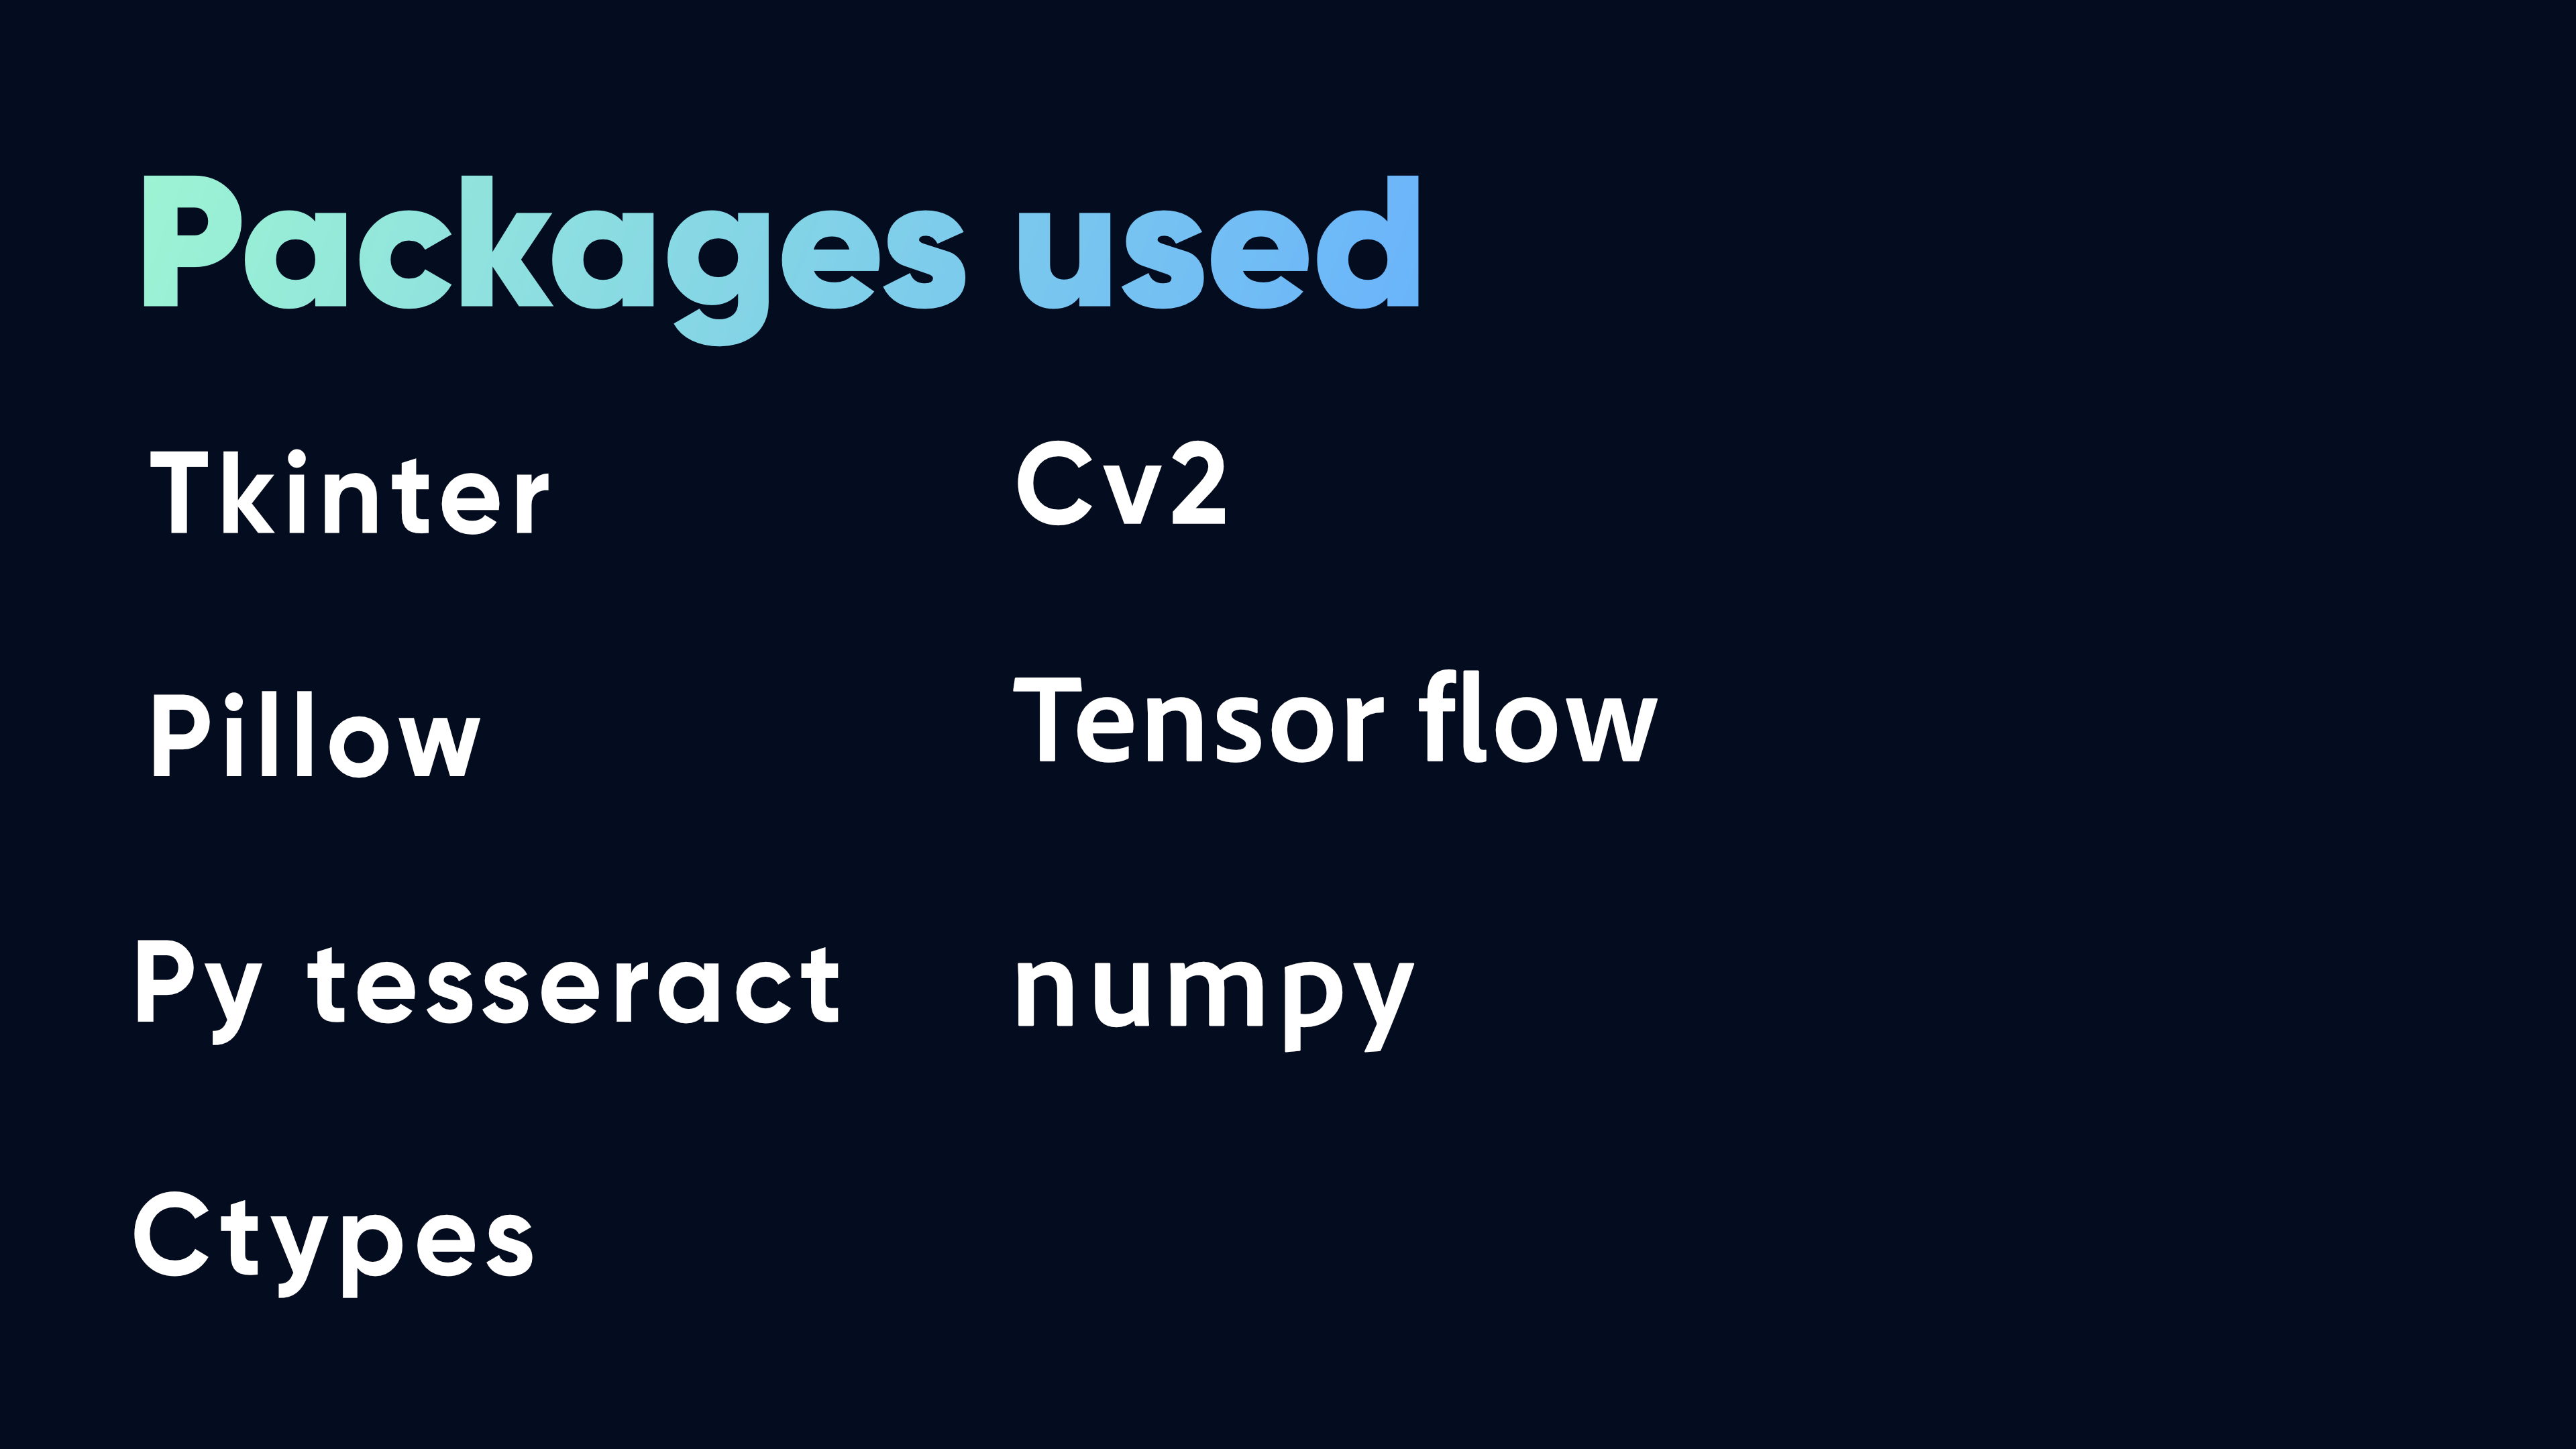 Packages used
Tkinter
Cv2
Pillow
Tensor flow
Py tesseract
numpy
Ctypes